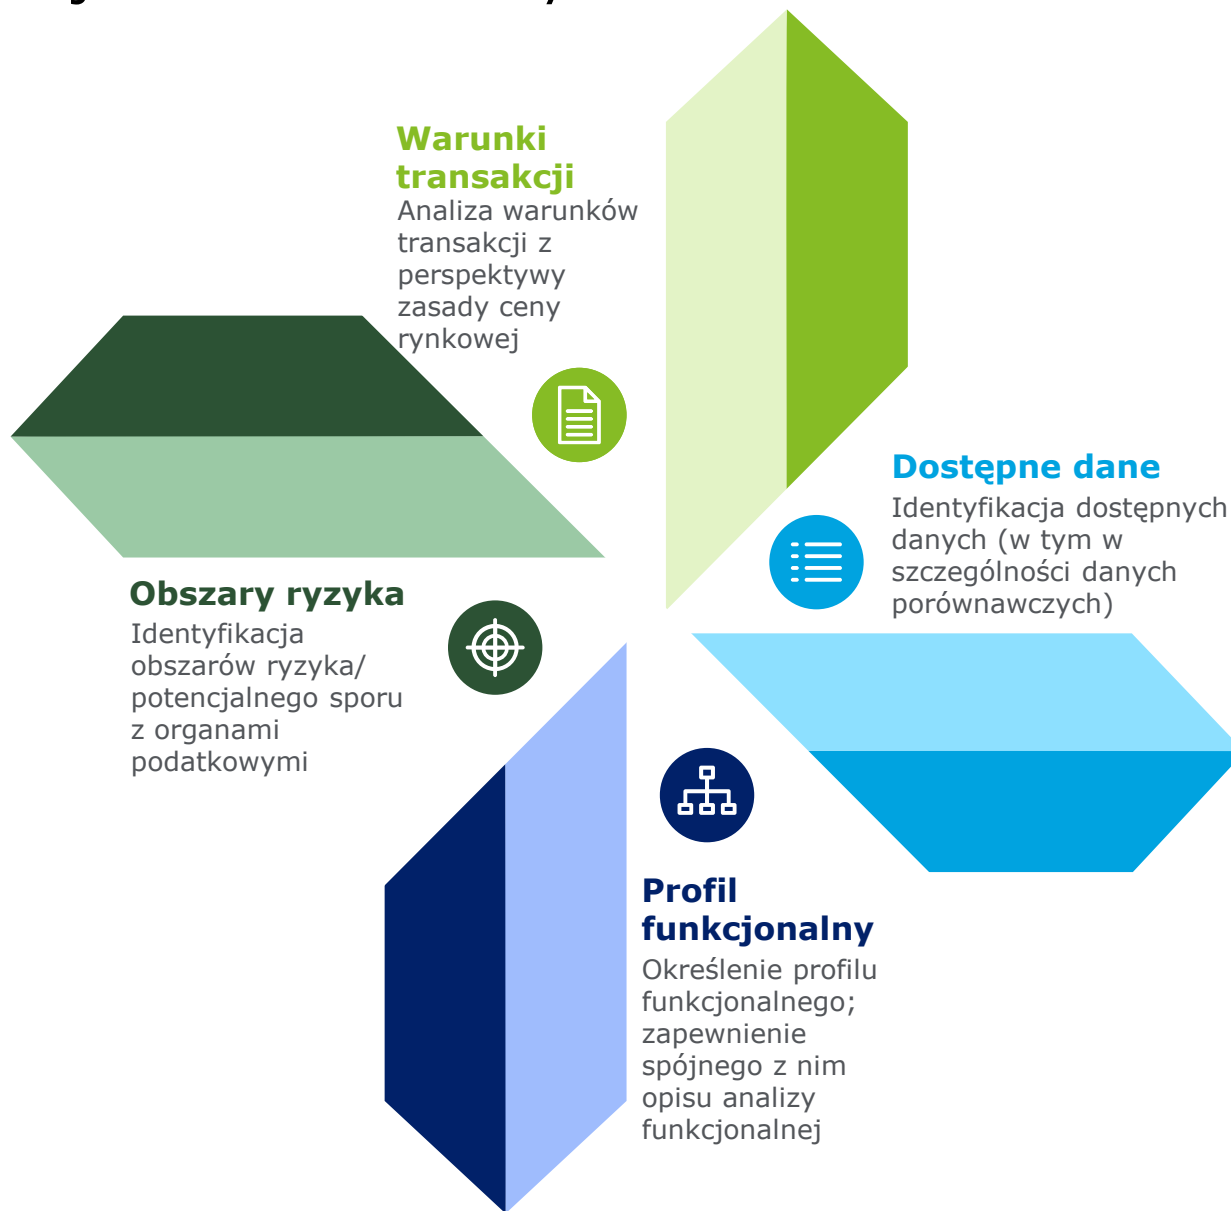 Warunki
transakcji
Analiza warunków
transakcji z
perspektywy
zasady ceny
rynkowej
Dostępne dane
Identyfikacja dostępnych
danych (w tym w
szczególności danych
porównawczych)
Obszary ryzyka
Identyfikacja
obszarów ryzyka/
potencjalnego sporu
z organami
podatkowymi
Profil
funkcjonalny
Określenie profilu
funkcjonalnego;
zapewnienie
spójnego z nim
opisu analizy
funkcjonalnej